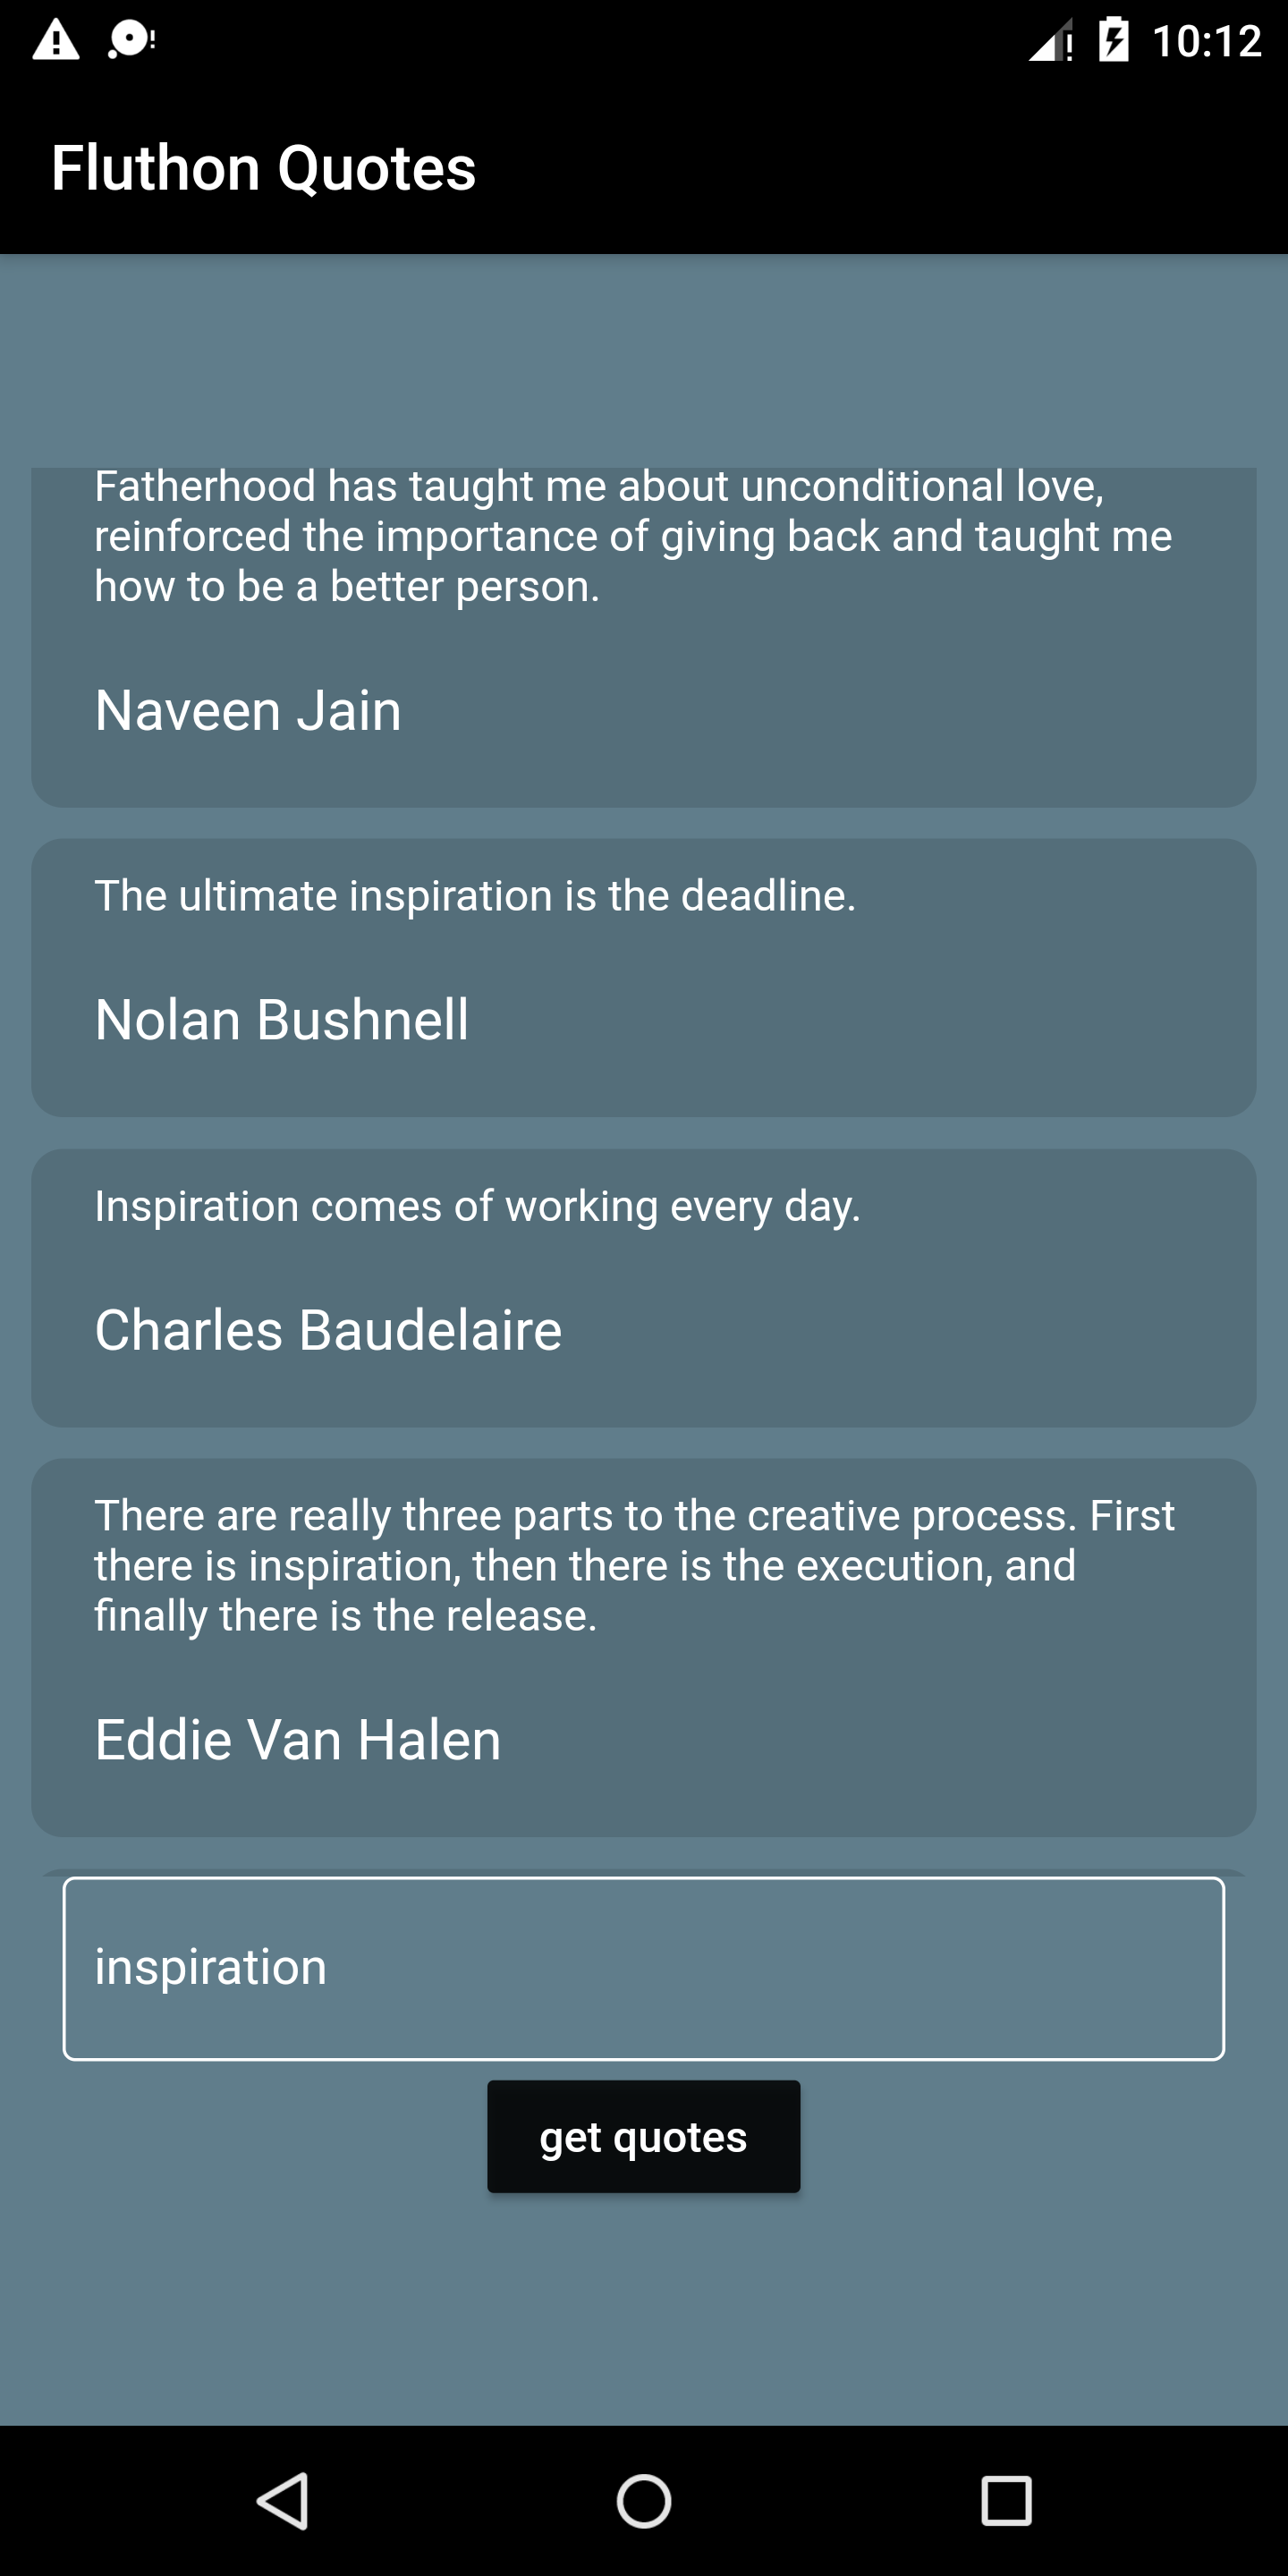 10:12
Fluthon Quotes
Fatherhood has taught me about unconditional love,
reinforced the importance of giving back and taught me
how to be a better person.
Naveen Jain
The ultimate inspiration is the deadline.
Nolan Bushnell
Inspiration comes of working every day.
Charles Baudelaire
There are really three parts to the creative process. First
there is inspiration, then there is the execution, and
finally there is the release.
Eddie Van Halen
inspiration
get quotes